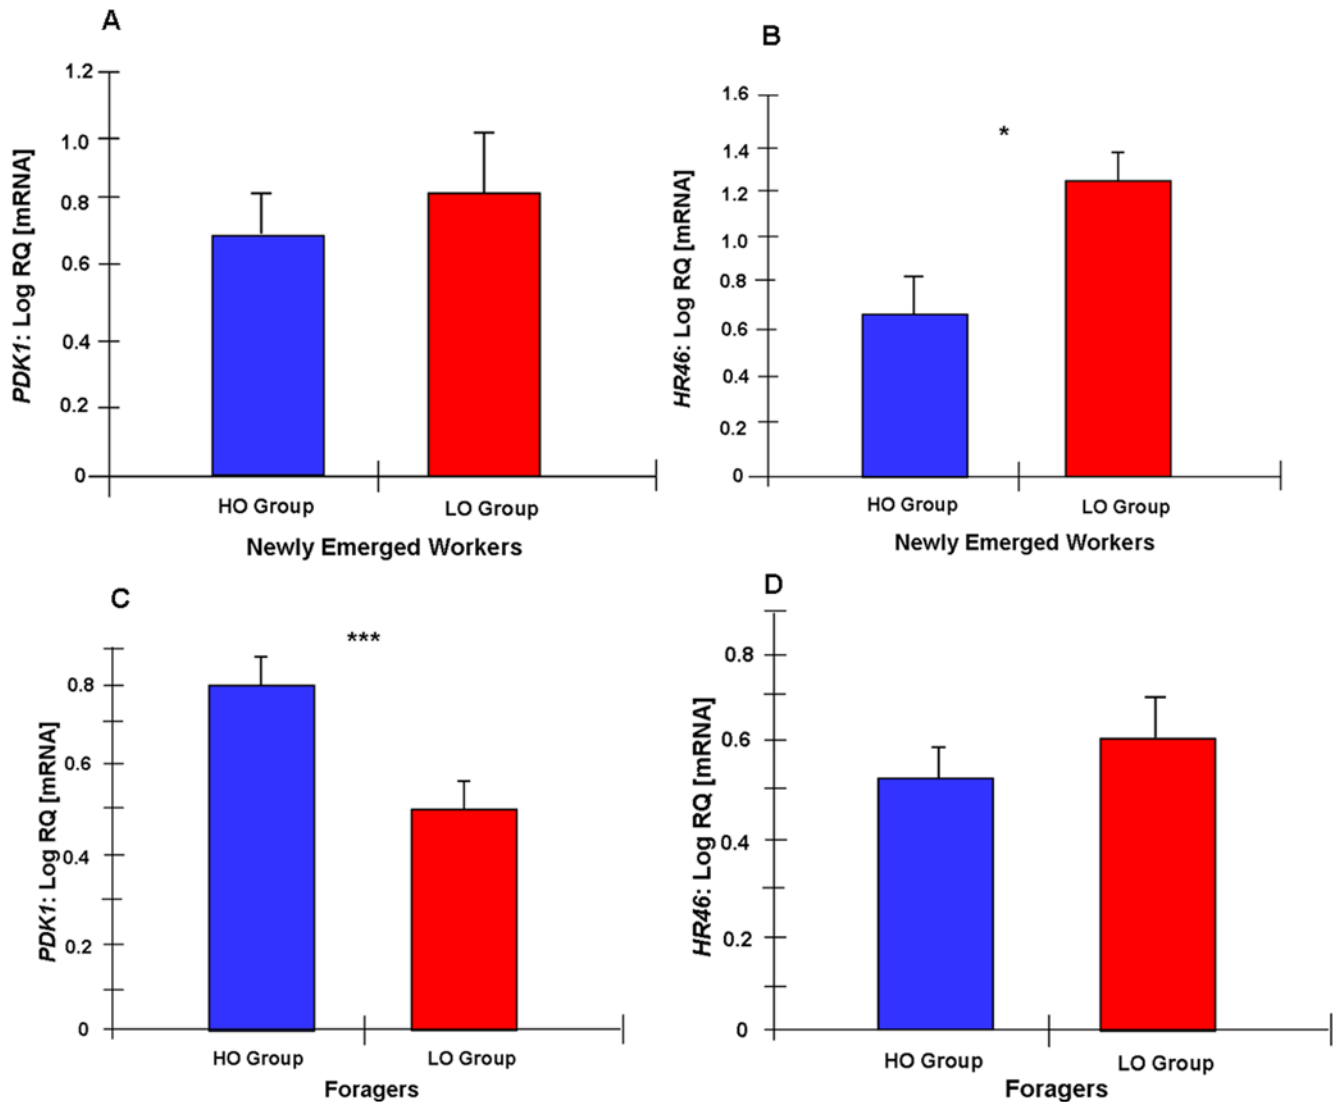 A
PDK1: Log RQ [mRNA]
1.2
1.0
0.8
0.6
0.4
0.2
0
HO Group
LO Group
Newly Emerged Workers
B
HR46: Log RQ [mRNA]
1.6
1.4
1.2
1.0
0.8
0.6
0.4
0.2
0
*
HO Group
LO Group
Newly Emerged Workers
C
PDK1: Log RQ [mRNA]
0.8
0.6
0.4
0.2
0
***
HO Group
LO Group
Foragers
D
HR46: Log RQ [mRNA]
0.8
0.6
0.4
0.2
0
HO Group
LO Group
Foragers